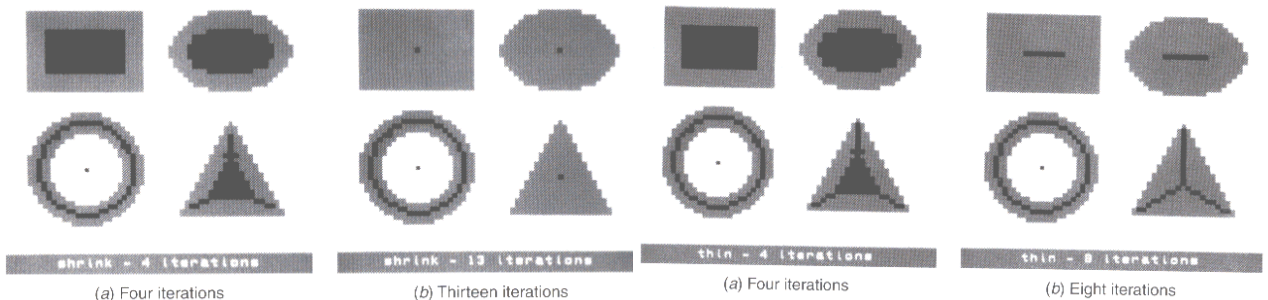 shrink - 4 iterations
shrink - 13 iterations
thin - 4 iterations
thin - 8 iterations
(a) Four iterations
(b) Thirteen iterations
(a) Four iterations
(b) Eight iterations